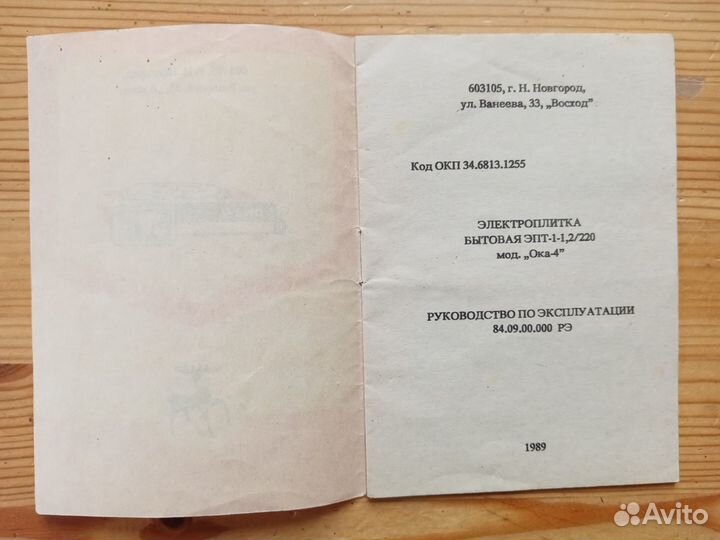 603105, г. Н. Новгород,
ул. Ванеева, 33, „Восход"
Код ОКП 34.6813.1255
ЭЛЕКТРОПЛИТКА
БЫТОВАЯ ЭПТ-1-1,2/220
мод. „Ока-4"
РУКОВОДСТВО ПО ЭКСПЛУАТАЦИИ
84.09.00.000 РЭ
1989
Avito